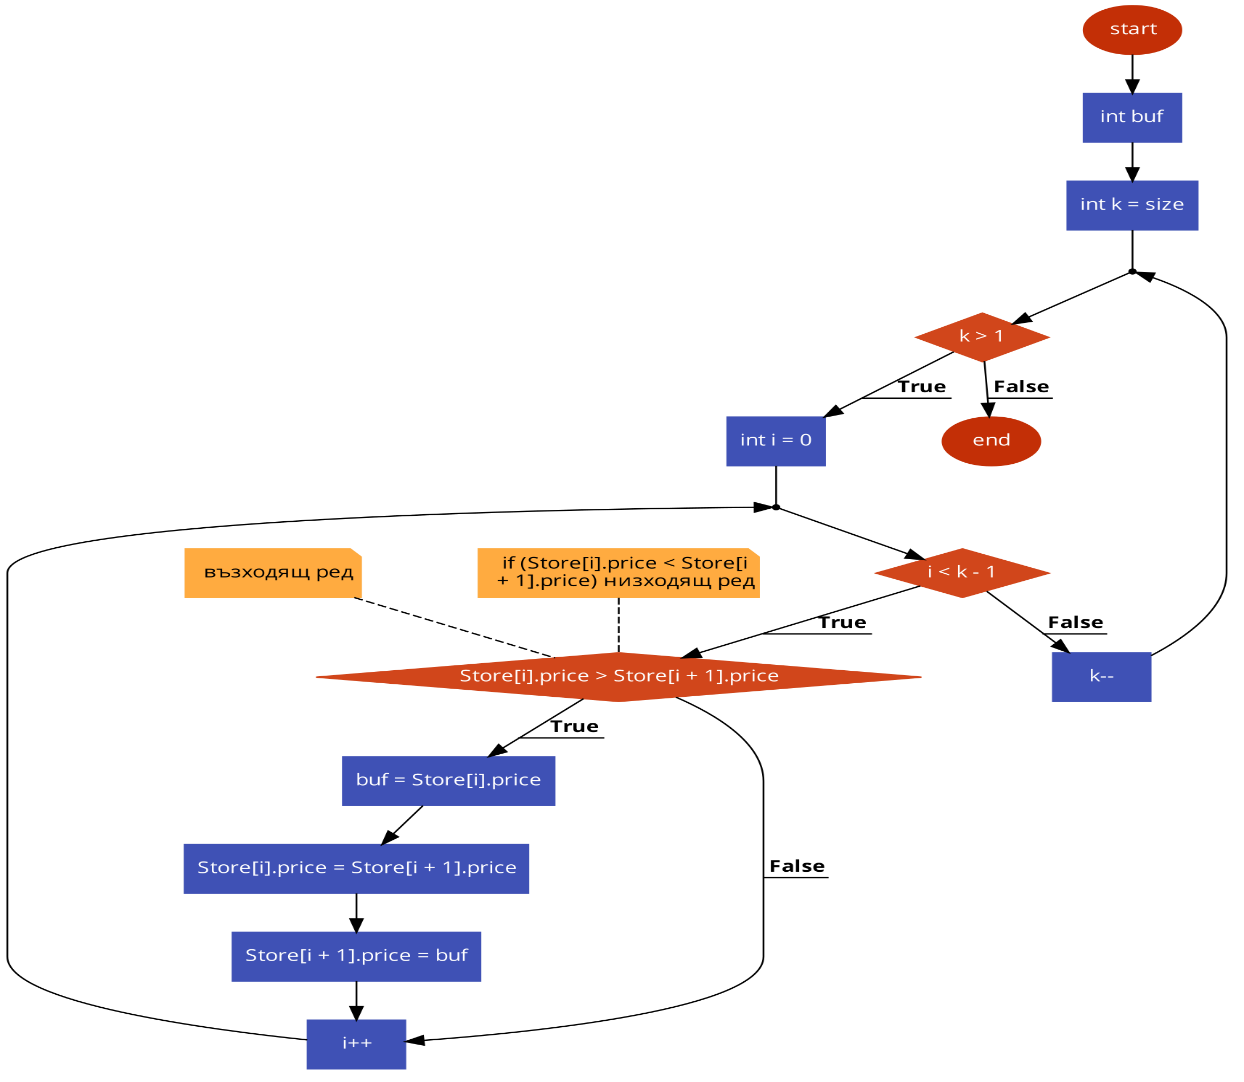 start
int buf
int k = size
k > 1
True
False
int i = 0
end
възходящ ред
if (Store[i].price < Store[i
+ 1].price) низходящ ред
i < k - 1
True
False
Store[i].price > Store[i + 1].price
k--
True
buf = Store[i].price
Store[i].price = Store[i + 1].price
False
Store[i + 1].price = buf
i++